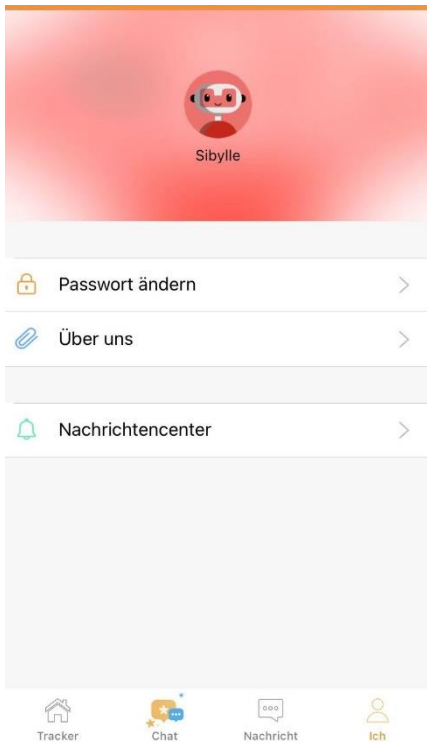 Sibylle
Passwort ändern
Über uns
Nachrichtencenter
Tracker
Chat
Nachricht
Ich